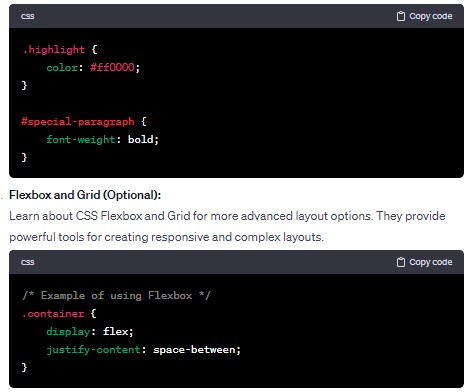 css Copy code
.highlight {
    color: #ff0000;
}
#special-paragraph {
    font-weight: bold;
}
. Flexbox and Grid (Optional):
Learn about CSS Flexbox and Grid for more advanced layout options. They provide
powerful tools for creating responsive and complex layouts.
css Copy code
/* Example of using Flexbox */
.container {
    display: flex;
    justify-content: space-between;
}